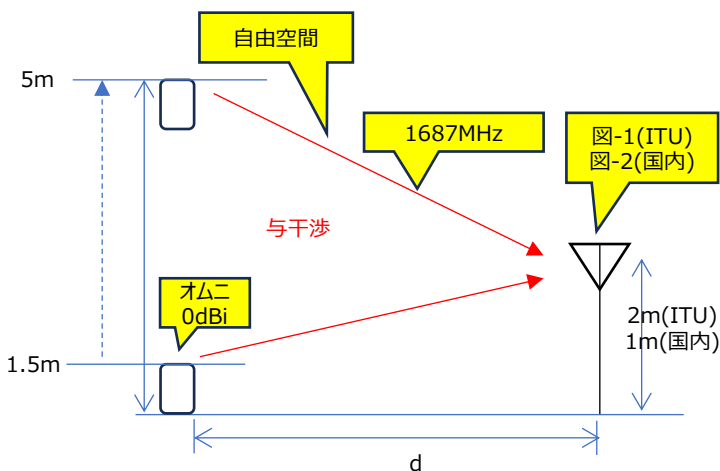 自由空間
5m
1687MHz
図-1(ITU)
図-2(国内)
与干渉
オムニ
0dBi
2m(ITU)
1m(国内)
1.5m
d